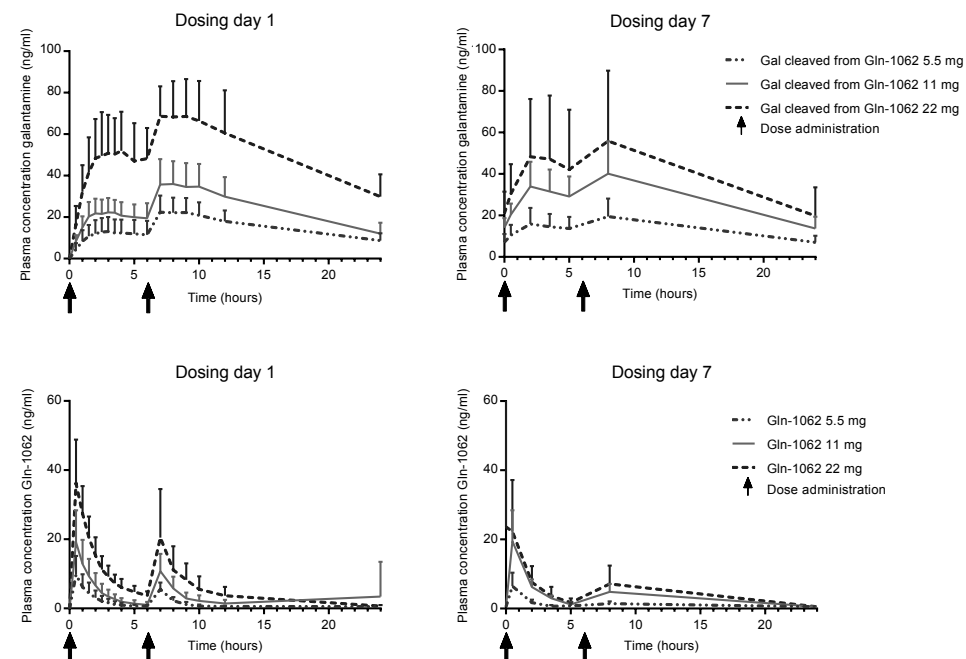 Dosing day 1
Plasma concentration galantamine (ng/ml)
100
80
60
40
20
0
0 5 10 20
Time (hours)
Dosing day 7
Plasma concentration galantamine (ng/ml)
100
80
60
40
20
0
0 5 10 20
Time (hours)
Gal cleaved from Gln-1062 5.5 mg
Gal cleaved from Gln-1062 11 mg
Gal cleaved from Gln-1062 22 mg
Dose administration
Dosing day 1
Plasma concentration Gln-1062 (ng/ml)
60
40
20
0
0 5 10 20
Time (hours)
Dosing day 7
Plasma concentration Gln-1062 (ng/ml)
60
40
20
0
0 5 10 20
Time (hours)
Gln-1062 5.5 mg
Gln-1062 11 mg
Gln-1062 22 mg
Dose administration